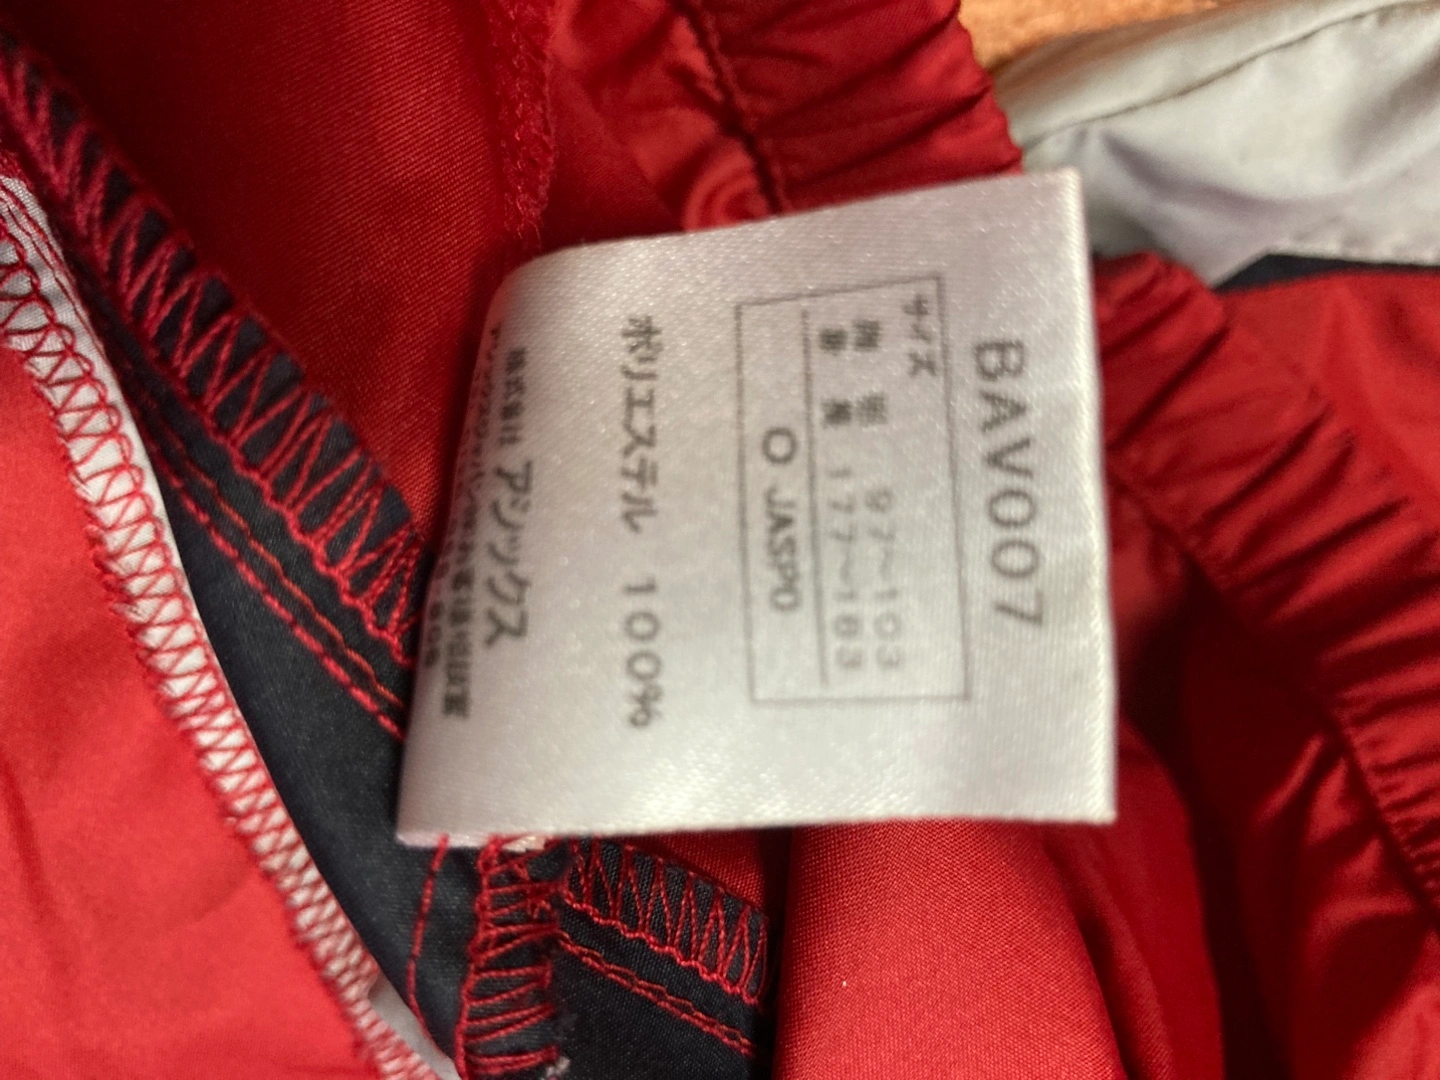 BAV007
サイズ
胸囲 97～103
身長 177～183
O JASPO
ポリエステル 100%
株式会社 アシックス